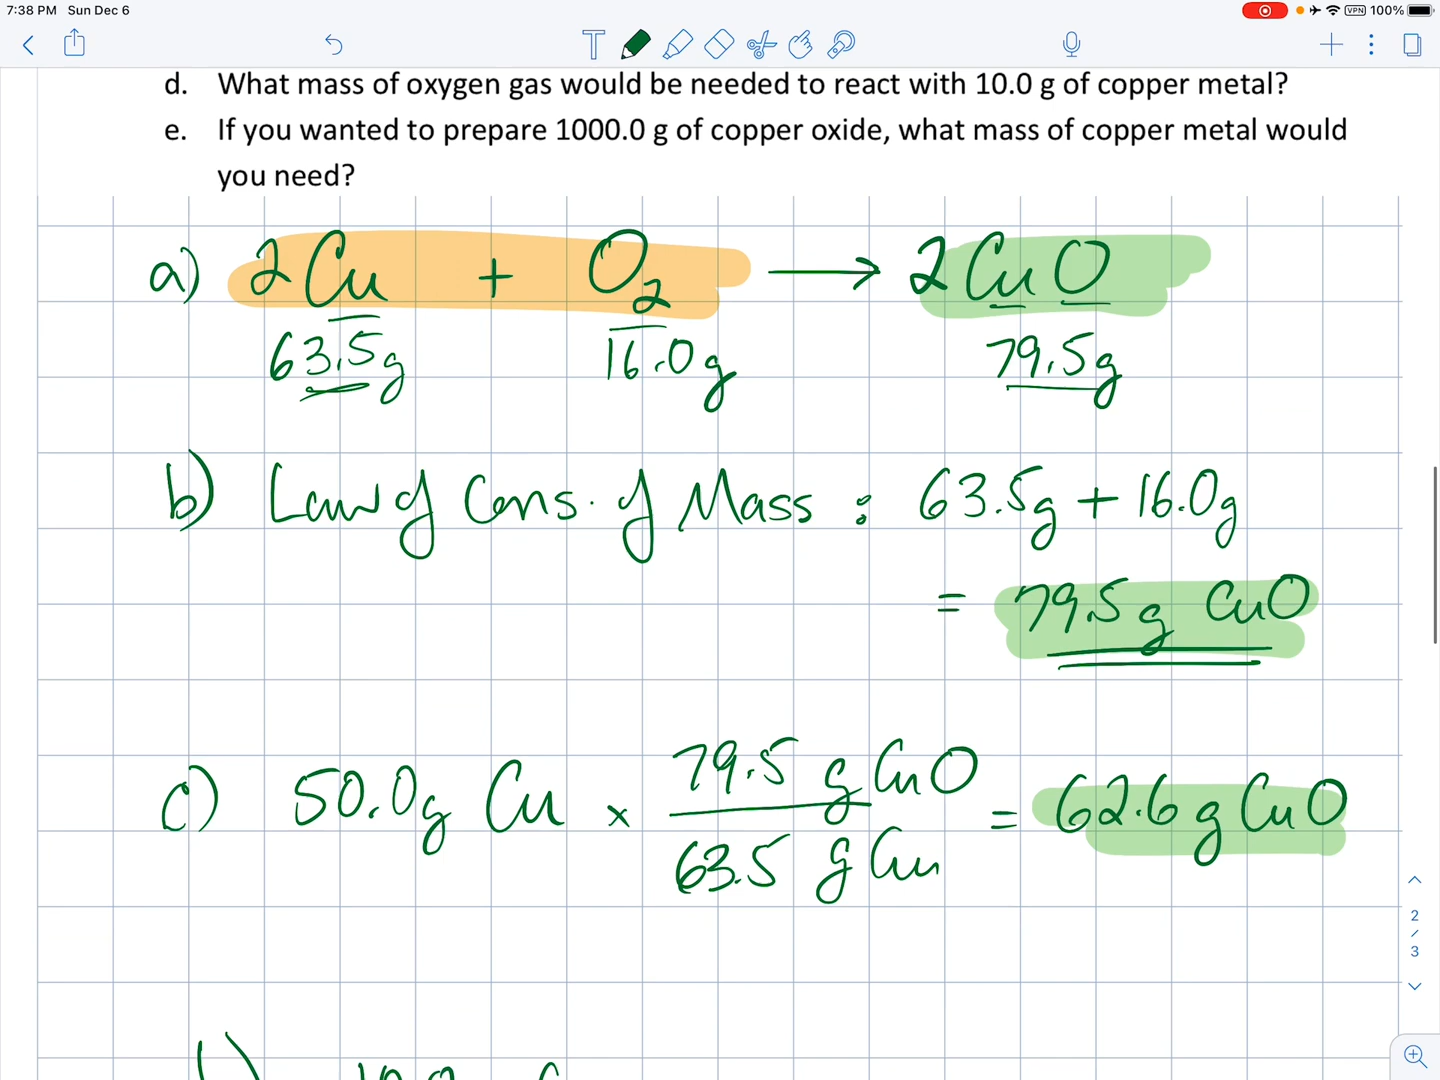 7:38 PM Sun Dec 6
VPN 100%
d. What mass of oxygen gas would be needed to react with 10.0 g of copper metal?
e. If you wanted to prepare 1000.0 g of copper oxide, what mass of copper metal would
you need?
a) 2Cu + O2 → 2CuO
63.5g 16.0g 79.5g
b) Law of Cons. of Mass : 63.5g + 16.0g
= 79.5g CuO
c) 50.0g Cu × 79.5 g CuO / 63.5 g Cu = 62.6 g CuO
2
/
3